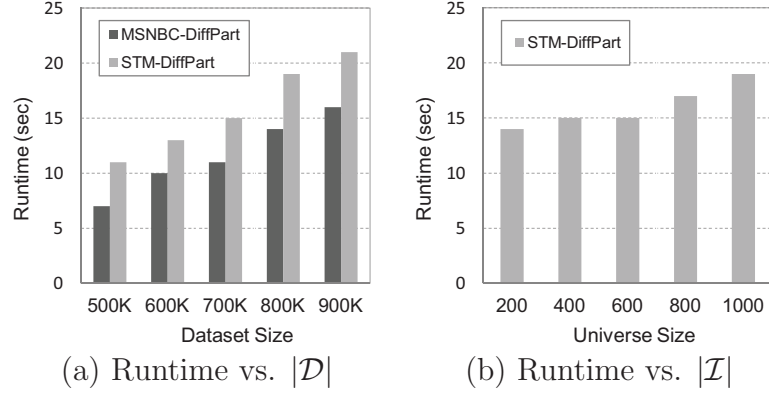 25
20
15
10
5
0
Runtime (sec)
MSNBC-DiffPart
STM-DiffPart
500K 600K 700K 800K 900K
Dataset Size
(a) Runtime vs. |𝒟|
25
20
15
10
5
0
Runtime (sec)
STM-DiffPart
200 400 600 800 1000
Universe Size
(b) Runtime vs. |ℐ|